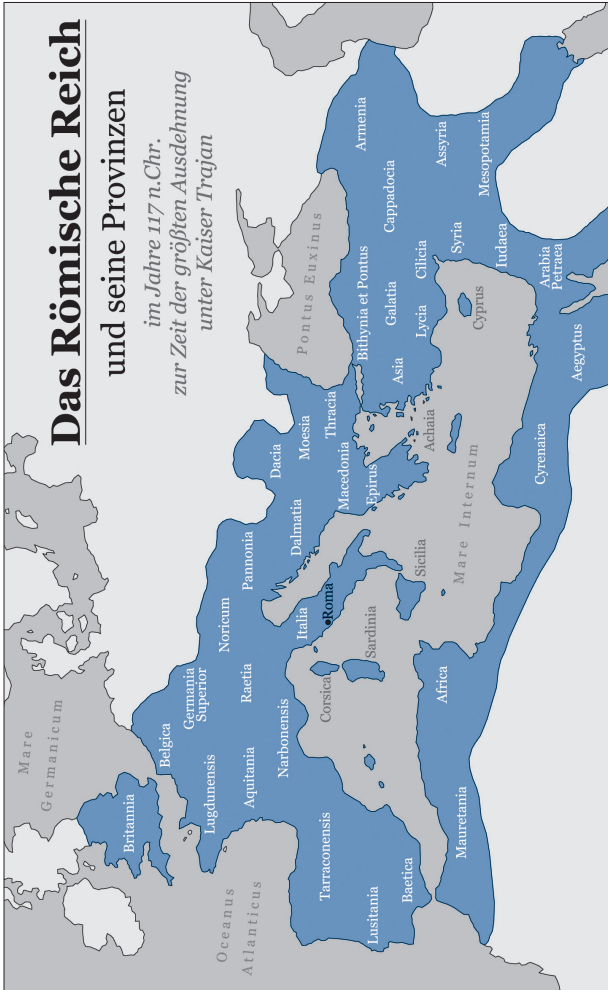 Das Römische Reich
und seine Provinzen
im Jahre 117 n.Chr.
zur Zeit der größten Ausdehnung
unter Kaiser Trajan
Mare
Germanicum
Britannia
Oceanus
Atlanticus
Belgica
Germania
Superior
Lugdunensis
Noricum
Pannonia
Raetia
Aquitania
Narbonensis
Tarraconensis
Lusitania
Baetica
Mauretania
Africa
Corsica
Sardinia
Italia
Roma
Sicilia
Dalmatia
Dacia
Moesia
Thracia
Macedonia
Epirus
Achaia
Mare Internum
Pontus Euxinus
Bithynia et Pontus
Asia
Galatia
Lycia
Cilicia
Cappadocia
Armenia
Assyria
Mesopotamia
Syria
Iudaea
Cyprus
Arabia
Petraea
Aegyptus
Cyrenaica